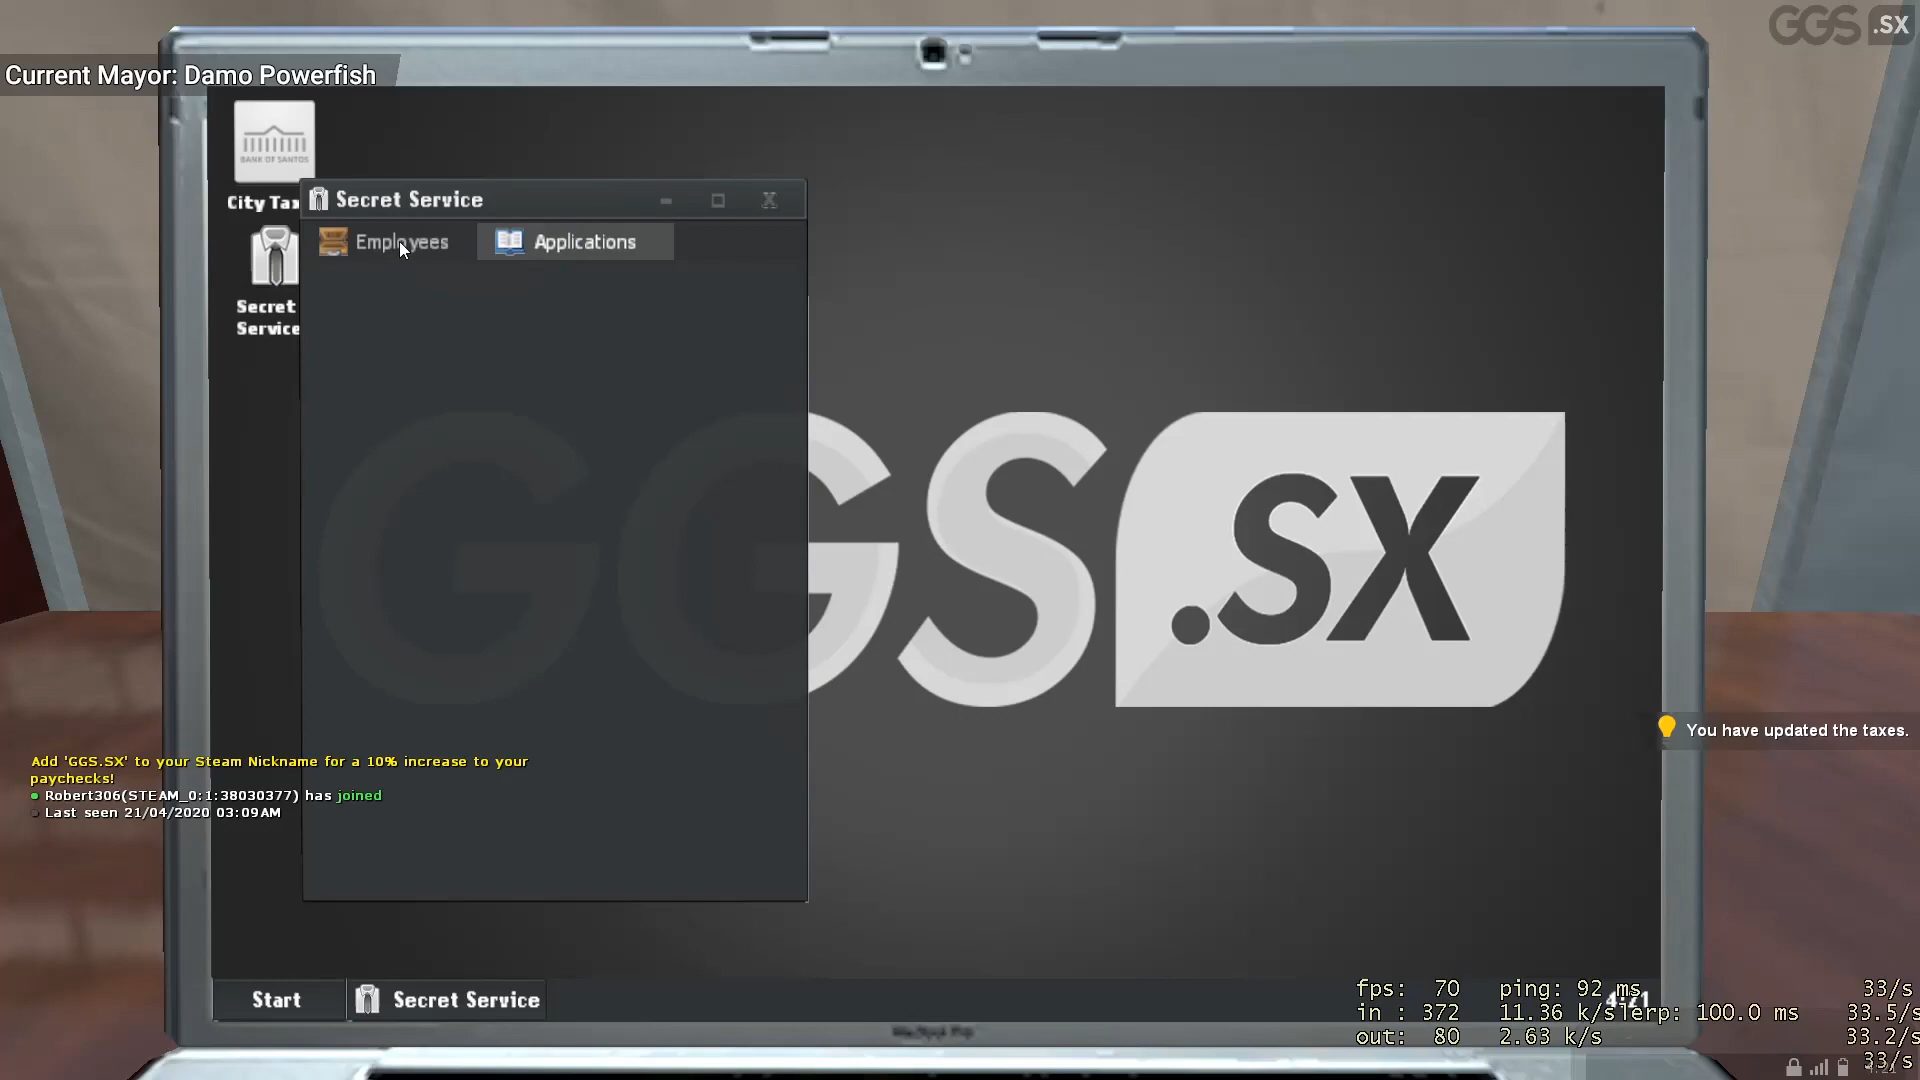 GGS.SX
Current Mayor: Damo Powerfish
BANK OF SANTOS
City Tax
Secret Service
Employees
Applications
Secret
Service
GGS.SX
You have updated the taxes.
Add 'GGS.SX' to your Steam Nickname for a 10% increase to your
paychecks!
Robert306(STEAM_0:1:38030377) has joined
Last seen 21/04/2020 03:09AM
Start
Secret Service
4:21
fps: 70 ping: 92 ms 33/s
in : 372 11.36 k/s lerp: 100.0 ms 33.5/s
out: 80 2.63 k/s 33.2/s
33/s
MacBook Pro